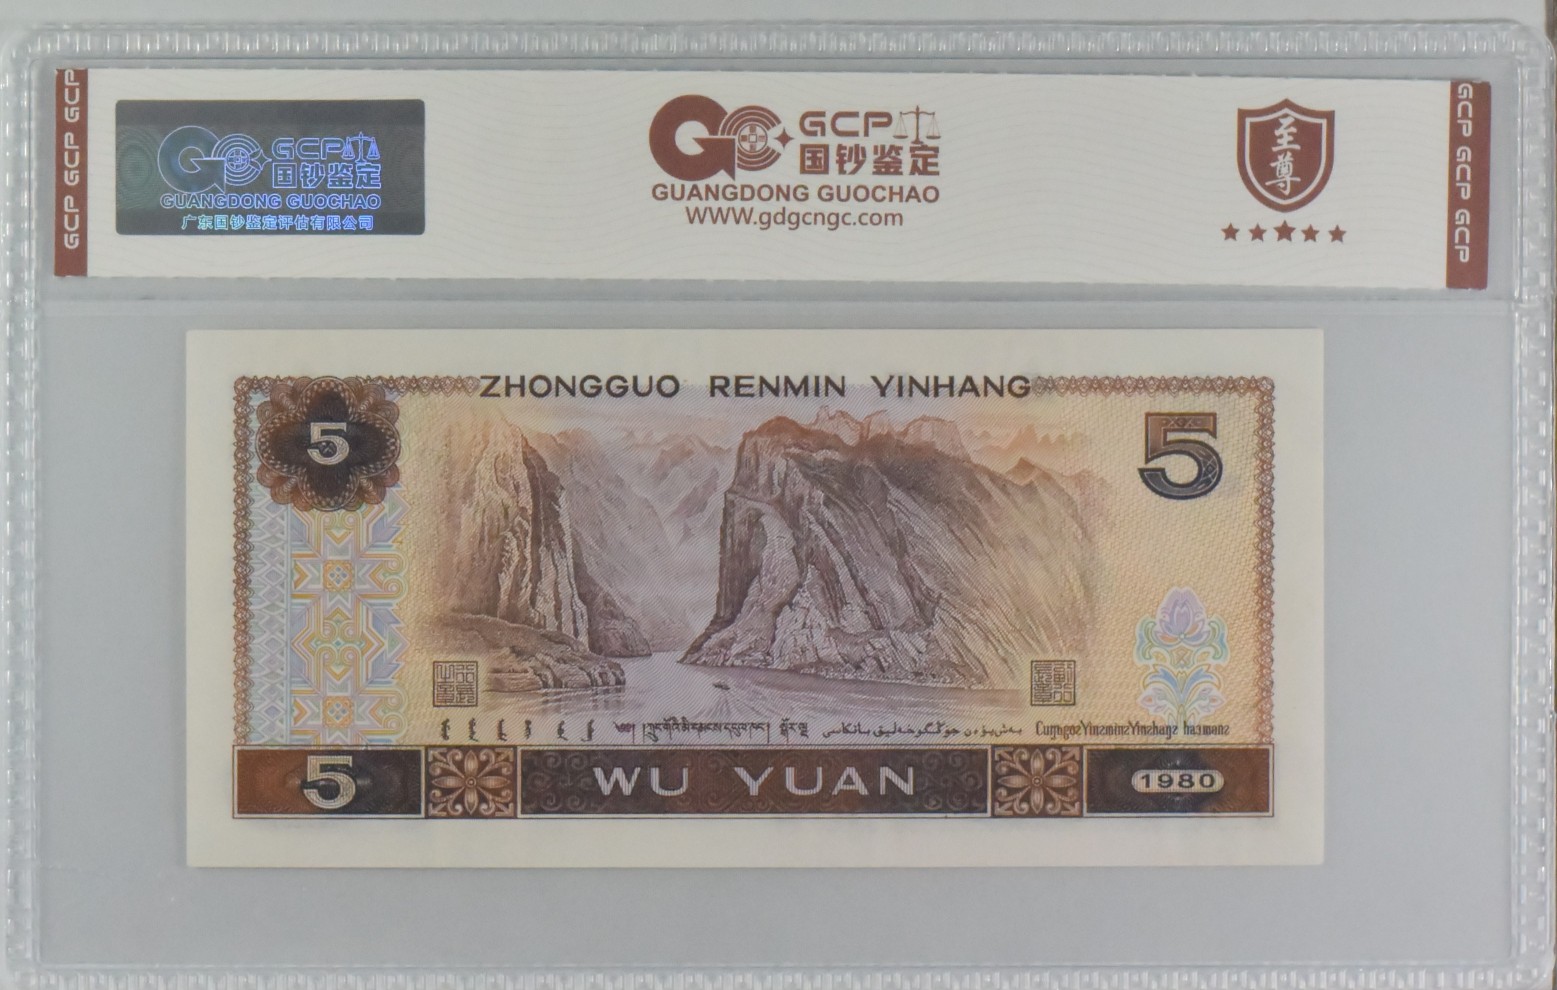 GCP GCP GCP
GCP
国钞鉴定
GUANGDONG GUOCHAO
广东国钞鉴定评估有限公司
GCP
国钞鉴定
GUANGDONG GUOCHAO
WWW.gdgcngc.com
至尊
GCP GCP GCP
ZHONGGUO RENMIN YINHANG
5
5
5
WU YUAN
1980